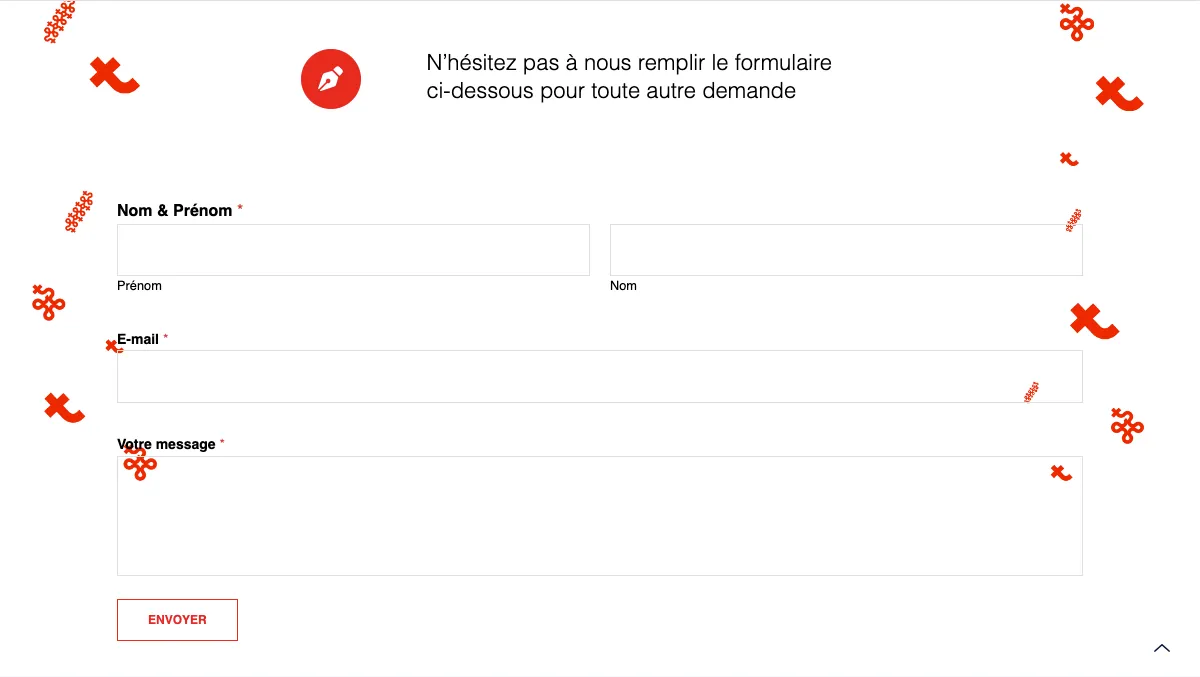 N’hésitez pas à nous remplir le formulaire
ci-dessous pour toute autre demande
Nom & Prénom *
Prénom
Nom
E-mail *
Votre message *
ENVOYER